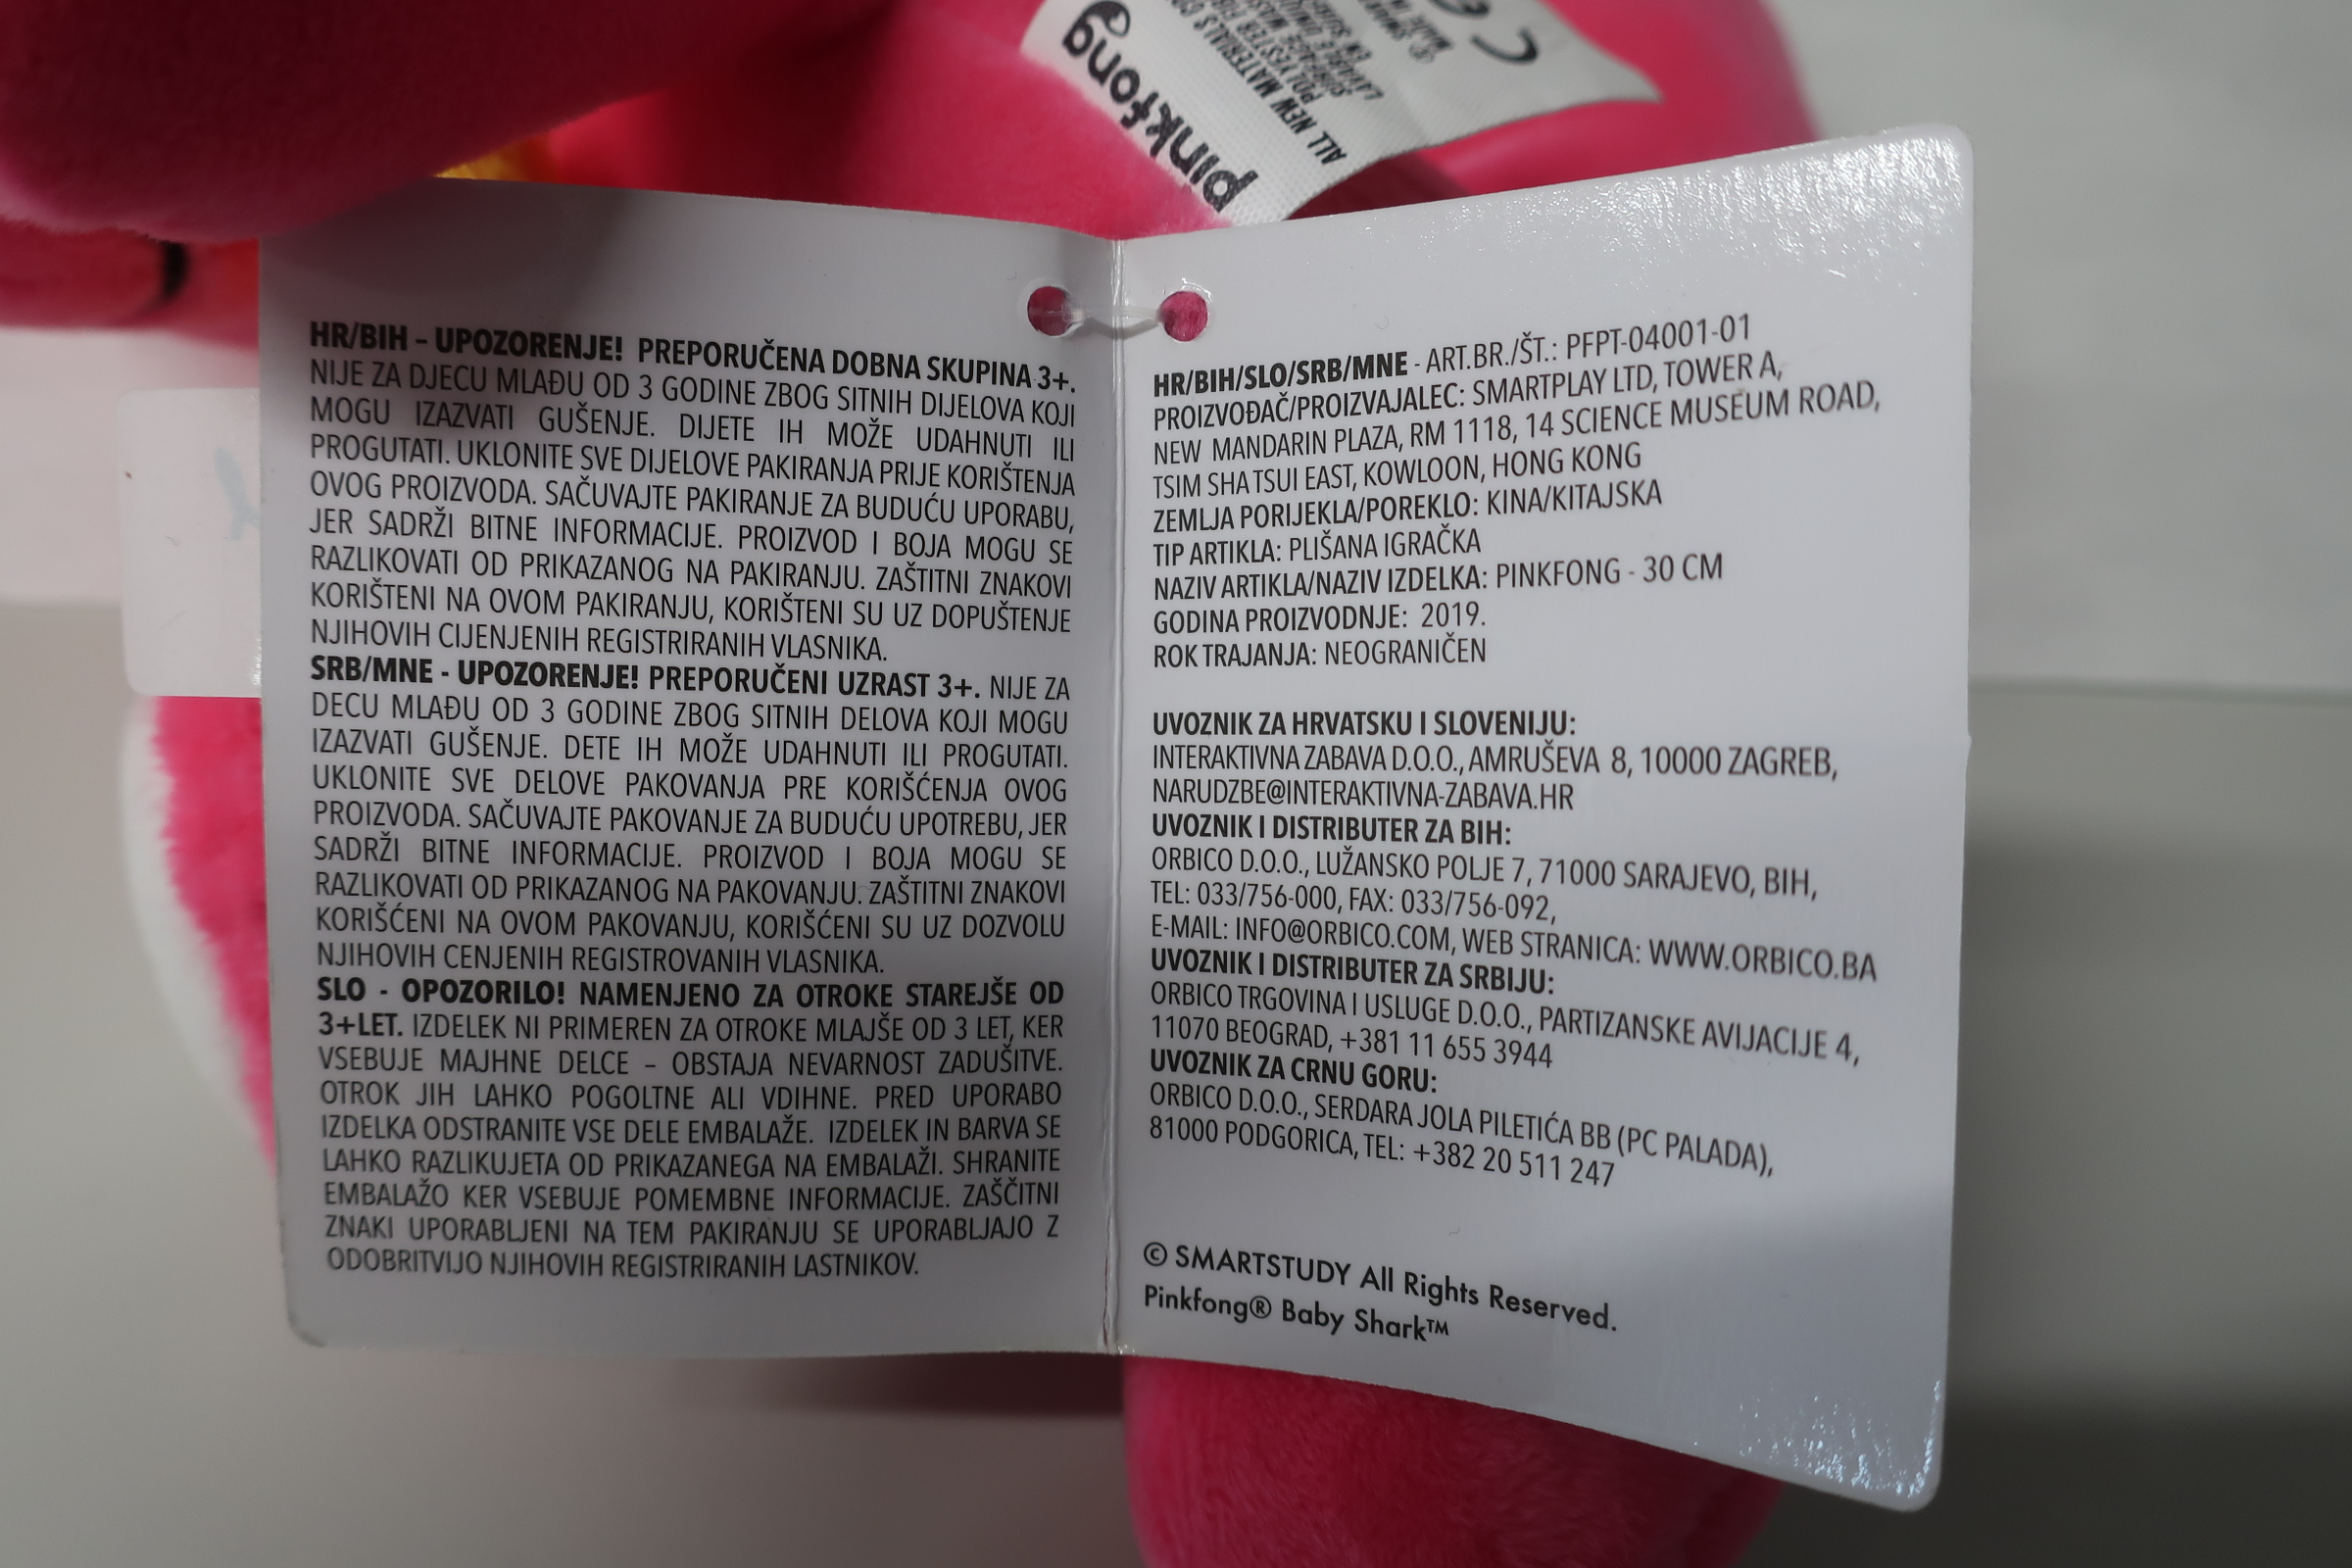 pinkfong
ALL NEW MATERIALS
POLYESTER
HR/BIH – UPOZORENJE! PREPORUČENA DOBNA SKUPINA 3+.
NIJE ZA DJECU MLAĐU OD 3 GODINE ZBOG SITNIH DIJELOVA KOJI
MOGU IZAZVATI GUŠENJE. DIJETE IH MOŽE UDAHNUTI ILI
PROGUTATI. UKLONITE SVE DIJELOVE PAKIRANJA PRIJE KORIŠTENJA
OVOG PROIZVODA. SAČUVAJTE PAKIRANJE ZA BUDUĆU UPORABU,
JER SADRŽI BITNE INFORMACIJE. PROIZVOD I BOJA MOGU SE
RAZLIKOVATI OD PRIKAZANOG NA PAKIRANJU. ZAŠTITNI ZNAKOVI
KORIŠTENI NA OVOM PAKIRANJU, KORIŠTENI SU UZ DOPUŠTENJE
NJIHOVIH CIJENJENIH REGISTRIRANIH VLASNIKA.
SRB/MNE - UPOZORENJE! PREPORUČENI UZRAST 3+. NIJE ZA
DECU MLAĐU OD 3 GODINE ZBOG SITNIH DELOVA KOJI MOGU
IZAZVATI GUŠENJE. DETE IH MOŽE UDAHNUTI ILI PROGUTATI.
UKLONITE SVE DELOVE PAKOVANJA PRE KORIŠĆENJA OVOG
PROIZVODA. SAČUVAJTE PAKOVANJE ZA BUDUĆU UPOTREBU, JER
SADRŽI BITNE INFORMACIJE. PROIZVOD I BOJA MOGU SE
RAZLIKOVATI OD PRIKAZANOG NA PAKOVANJU. ZAŠTITNI ZNAKOVI
KORIŠĆENI NA OVOM PAKOVANJU, KORIŠĆENI SU UZ DOZVOLU
NJIHOVIH CENJENIH REGISTROVANIH VLASNIKA.
SLO - OPOZORILO! NAMENJENO ZA OTROKE STAREJŠE OD
3+LET. IZDELEK NI PRIMEREN ZA OTROKE MLAJŠE OD 3 LET, KER
VSEBUJE MAJHNE DELCE – OBSTAJA NEVARNOST ZADUŠITVE.
OTROK JIH LAHKO POGOLTNE ALI VDIHNE. PRED UPORABO
IZDELKA ODSTRANITE VSE DELE EMBALAŽE. IZDELEK IN BARVA SE
LAHKO RAZLIKUJETA OD PRIKAZANEGA NA EMBALAŽI. SHRANITE
EMBALAŽO KER VSEBUJE POMEMBNE INFORMACIJE. ZAŠČITNI
ZNAKI UPORABLJENI NA TEM PAKIRANJU SE UPORABLJAJO Z
ODOBRITVIJO NJIHOVIH REGISTRIRANIH LASTNIKOV.
HR/BIH/SLO/SRB/MNE - ART.BR./ŠT.: PFPT-04001-01
PROIZVOĐAČ/PROIZVAJALEC: SMARTPLAY LTD, TOWER A,
NEW MANDARIN PLAZA, RM 1118, 14 SCIENCE MUSEUM ROAD,
TSIM SHA TSUI EAST, KOWLOON, HONG KONG
ZEMLJA PORIJEKLA/POREKLO: KINA/KITAJSKA
TIP ARTIKLA: PLIŠANA IGRAČKA
NAZIV ARTIKLA/NAZIV IZDELKA: PINKFONG - 30 CM
GODINA PROIZVODNJE: 2019.
ROK TRAJANJA: NEOGRANIČEN
UVOZNIK ZA HRVATSKU I SLOVENIJU:
INTERAKTIVNA ZABAVA D.O.O., AMRUŠEVA 8, 10000 ZAGREB,
NARUDZBE@INTERAKTIVNA-ZABAVA.HR
UVOZNIK I DISTRIBUTER ZA BIH:
ORBICO D.O.O., LUŽANSKO POLJE 7, 71000 SARAJEVO, BIH,
TEL: 033/756-000, FAX: 033/756-092,
E-MAIL: INFO@ORBICO.COM, WEB STRANICA: WWW.ORBICO.BA
UVOZNIK I DISTRIBUTER ZA SRBIJU:
ORBICO TRGOVINA I USLUGE D.O.O., PARTIZANSKE AVIJACIJE 4,
11070 BEOGRAD, +381 11 655 3944
UVOZNIK ZA CRNU GORU:
ORBICO D.O.O., SERDARA JOLA PILETIĆA BB (PC PALADA),
81000 PODGORICA, TEL: +382 20 511 247
© SMARTSTUDY All Rights Reserved.
Pinkfong® Baby Shark™